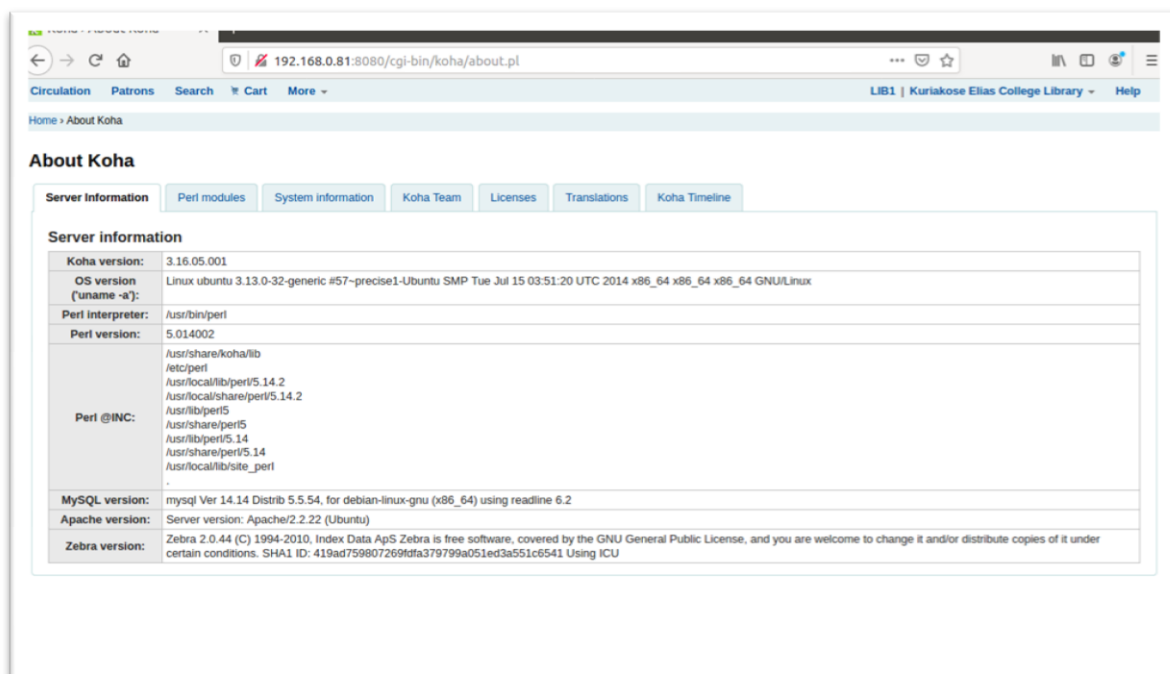 192.168.0.81:8080/cgi-bin/koha/about.pl
Circulation Patrons Search Cart More LIB1 | Kuriakose Elias College Library Help
Home › About Koha
About Koha
Server Information Perl modules System information Koha Team Licenses Translations Koha Timeline
Server information
Koha version: 3.16.05.001
OS version Linux ubuntu 3.13.0-32-generic #57~precise1-Ubuntu SMP Tue Jul 15 03:51:20 UTC 2014 x86_64 x86_64 x86_64 GNU/Linux
('uname -a'):
Perl interpreter: /usr/bin/perl
Perl version: 5.014002
Perl @INC:
/usr/share/koha/lib
/etc/perl
/usr/local/lib/perl/5.14.2
/usr/local/share/perl/5.14.2
/usr/lib/perl5
/usr/share/perl5
/usr/lib/perl/5.14
/usr/share/perl/5.14
/usr/local/lib/site_perl
.
MySQL version: mysql Ver 14.14 Distrib 5.5.54, for debian-linux-gnu (x86_64) using readline 6.2
Apache version: Server version: Apache/2.2.22 (Ubuntu)
Zebra version: Zebra 2.0.44 (C) 1994-2010, Index Data ApS Zebra is free software, covered by the GNU General Public License, and you are welcome to change it and/or distribute copies of it under
certain conditions. SHA1 ID: 419ad759807269fdfa379799a051ed3a551c6541 Using ICU